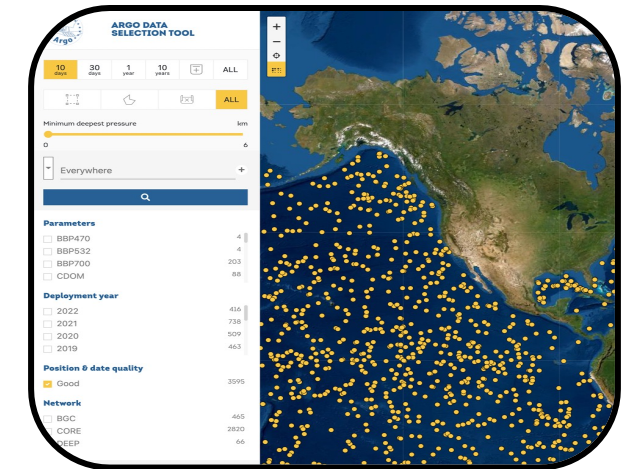 Argo
ARGO DATA
SELECTION TOOL
10 days 30 days 1 year 10 years ALL
ALL
Minimum deepest pressure km
0 6
Everywhere +
Parameters
BBP470 4
BBP532 4
BBP700 203
CDOM 88
Deployment year
2022 416
2021 738
2020 509
2019 463
Position & date quality
Good 3595
Network
BGC 465
CORE 2820
DEEP 66